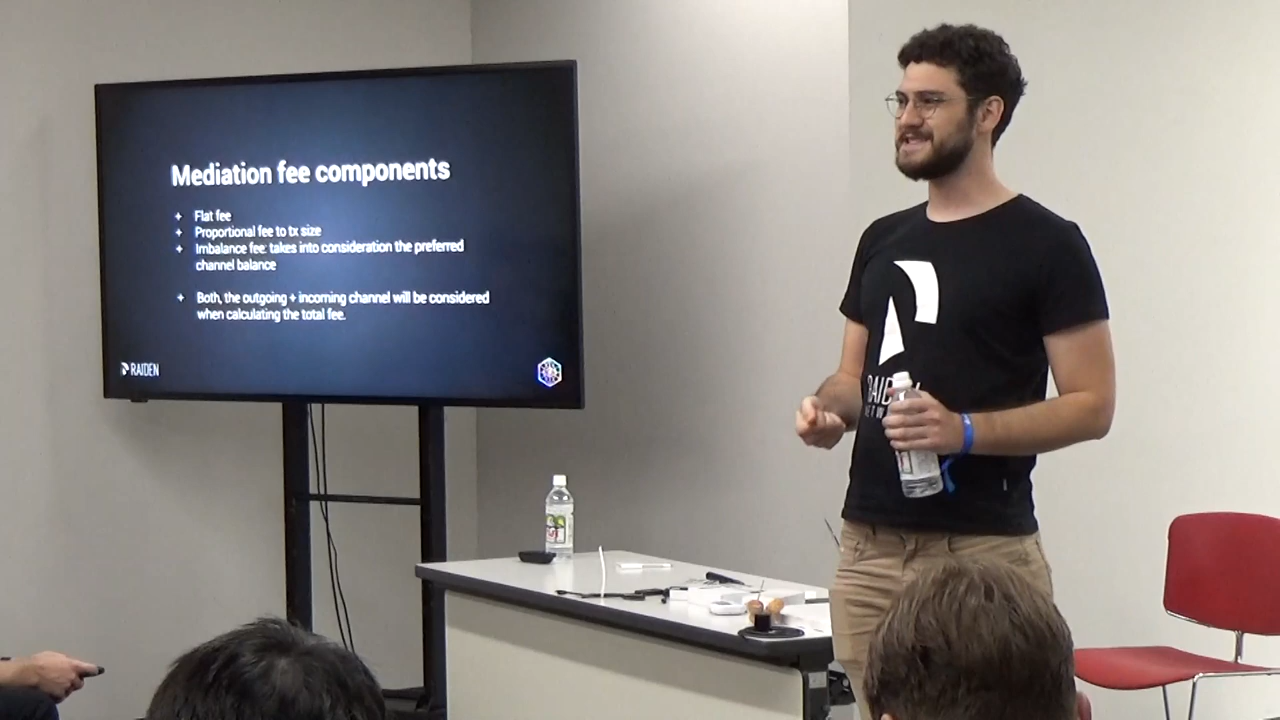 Mediation fee components
+ Flat fee
+ Proportional fee to tx size
+ Imbalance fee: takes into consideration the preferred
channel balance
+ Both, the outgoing + incoming channel will be considered
when calculating the total fee.
RAIDEN